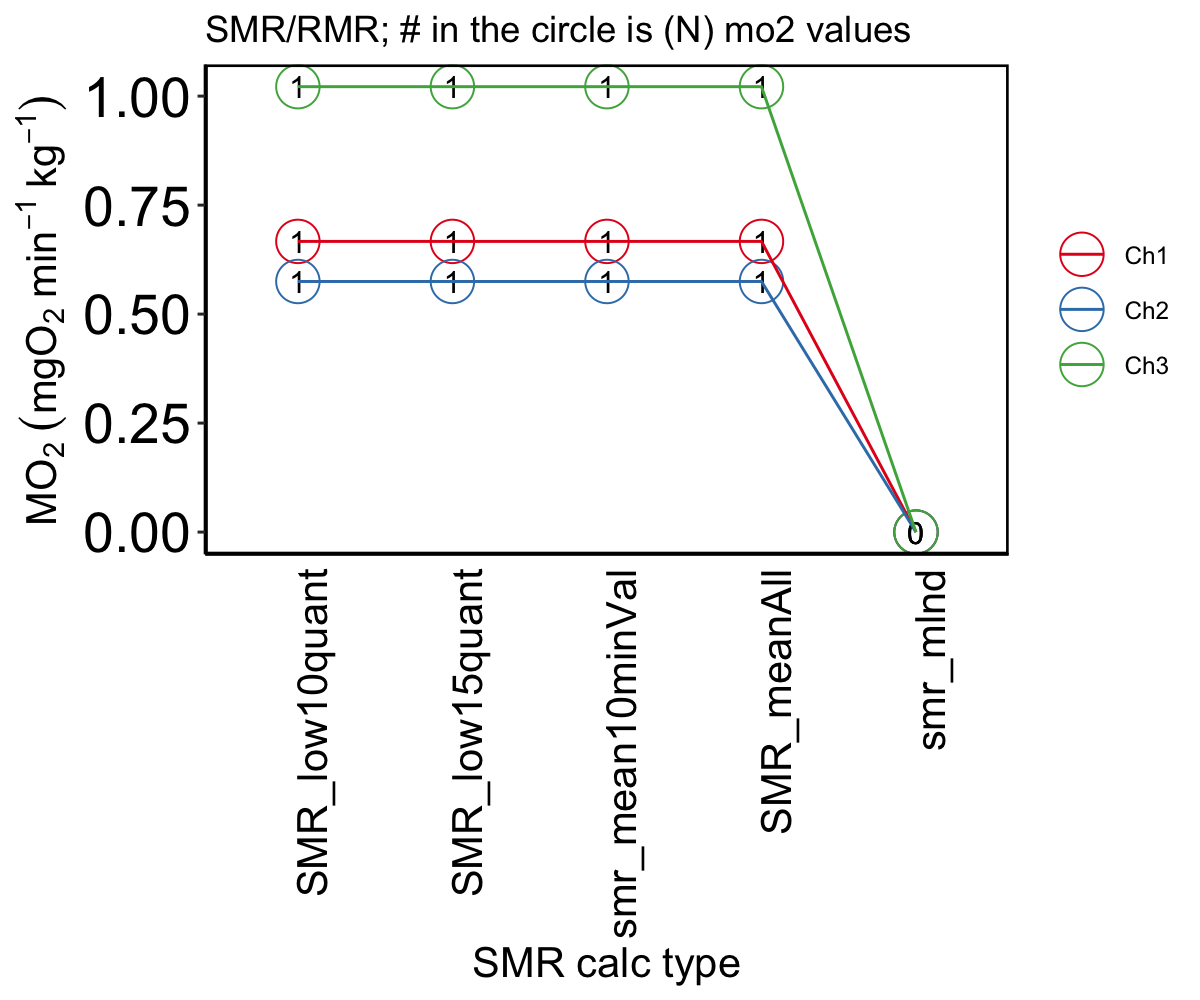 SMR/RMR; # in the circle is (N) mo2 values
MO₂ (mgO₂ min⁻¹ kg⁻¹)
1.00
0.75
0.50
0.25
0.00
1 1 1 1
1 1 1 1
1 1 1 1
0
Ch1
Ch2
Ch3
SMR_low10quant
SMR_low15quant
smr_mean10minVal
SMR_meanAll
smr_mlnd
SMR calc type